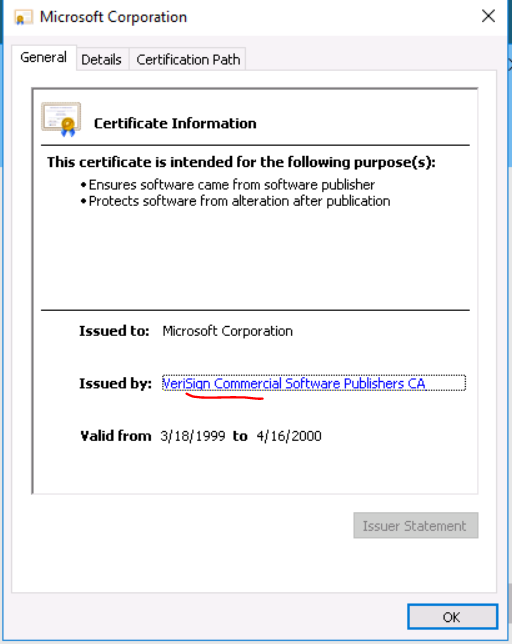 Microsoft Corporation
General Details Certification Path
Certificate Information
This certificate is intended for the following purpose(s):
• Ensures software came from software publisher
• Protects software from alteration after publication
Issued to: Microsoft Corporation
Issued by: VeriSign Commercial Software Publishers CA
Valid from 3/18/1999 to 4/16/2000
Issuer Statement
OK